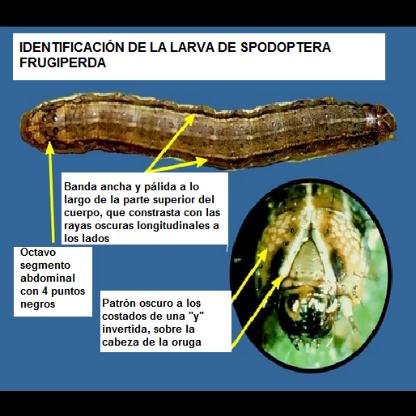 IDENTIFICACIÓN DE LA LARVA DE SPODOPTERA
FRUGIPERDA
Banda ancha y pálida a lo
largo de la parte superior del
cuerpo, que constrasta con las
rayas oscuras longitudinales a
los lados
Octavo
segmento
abdominal
con 4 puntos
negros
Patrón oscuro a los
costados de una "y"
invertida, sobre la
cabeza de la oruga